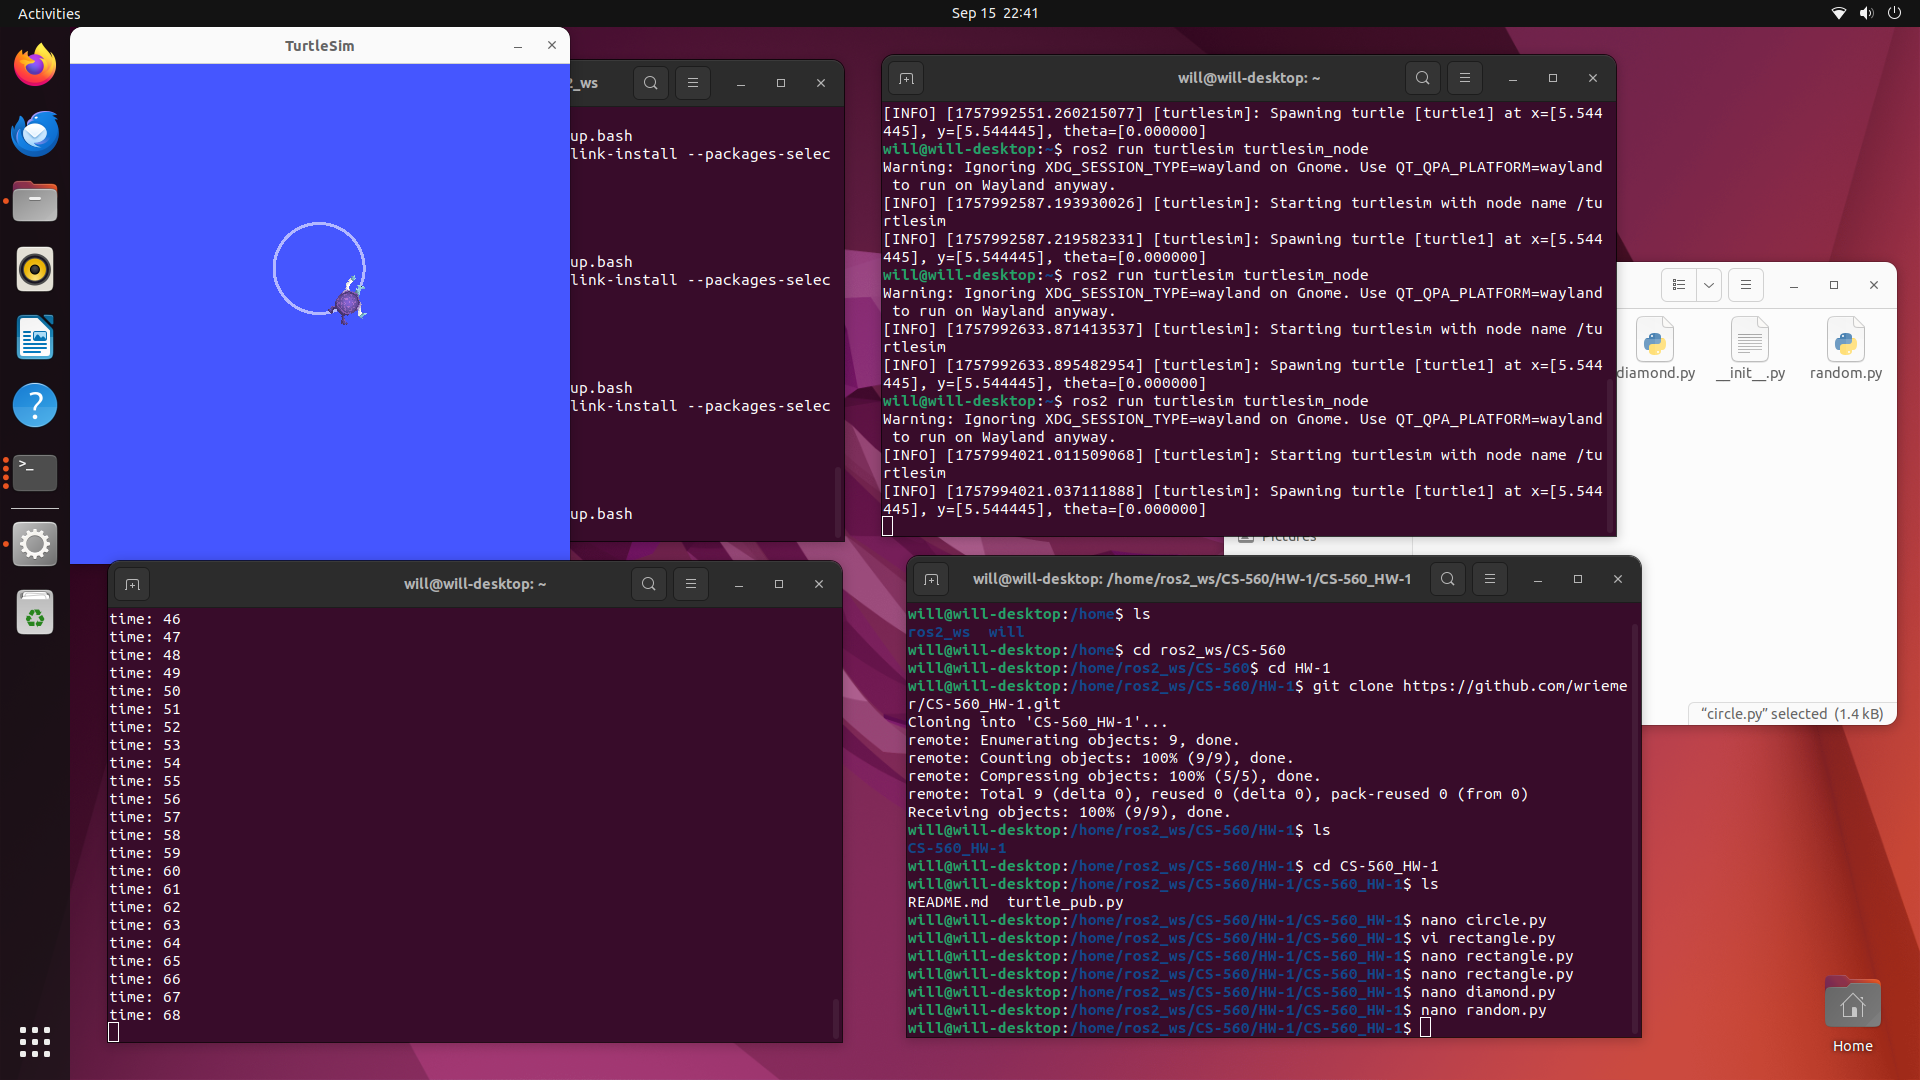 Activities
Sep 15 22:41
TurtleSim
2_ws
up.bash
link-install --packages-selec
up.bash
link-install --packages-selec
up.bash
link-install --packages-selec
up.bash
will@will-desktop: ~
[INFO] [1757992551.260215077] [turtlesim]: Spawning turtle [turtle1] at x=[5.544
445], y=[5.544445], theta=[0.000000]
will@will-desktop:~$ ros2 run turtlesim turtlesim_node
Warning: Ignoring XDG_SESSION_TYPE=wayland on Gnome. Use QT_QPA_PLATFORM=wayland
 to run on Wayland anyway.
[INFO] [1757992587.193930026] [turtlesim]: Starting turtlesim with node name /tu
rtlesim
[INFO] [1757992587.219582331] [turtlesim]: Spawning turtle [turtle1] at x=[5.544
445], y=[5.544445], theta=[0.000000]
will@will-desktop:~$ ros2 run turtlesim turtlesim_node
Warning: Ignoring XDG_SESSION_TYPE=wayland on Gnome. Use QT_QPA_PLATFORM=wayland
 to run on Wayland anyway.
[INFO] [1757992633.871413537] [turtlesim]: Starting turtlesim with node name /tu
rtlesim
[INFO] [1757992633.895482954] [turtlesim]: Spawning turtle [turtle1] at x=[5.544
445], y=[5.544445], theta=[0.000000]
will@will-desktop:~$ ros2 run turtlesim turtlesim_node
Warning: Ignoring XDG_SESSION_TYPE=wayland on Gnome. Use QT_QPA_PLATFORM=wayland
 to run on Wayland anyway.
[INFO] [1757994021.011509068] [turtlesim]: Starting turtlesim with node name /tu
rtlesim
[INFO] [1757994021.037111888] [turtlesim]: Spawning turtle [turtle1] at x=[5.544
445], y=[5.544445], theta=[0.000000]
diamond.py
__init__.py
random.py
Pictures
“circle.py” selected (1.4 kB)
will@will-desktop: ~
time: 46
time: 47
time: 48
time: 49
time: 50
time: 51
time: 52
time: 53
time: 54
time: 55
time: 56
time: 57
time: 58
time: 59
time: 60
time: 61
time: 62
time: 63
time: 64
time: 65
time: 66
time: 67
time: 68
will@will-desktop: /home/ros2_ws/CS-560/HW-1/CS-560_HW-1
will@will-desktop:/home$ ls
ros2_ws  will
will@will-desktop:/home$ cd ros2_ws/CS-560
will@will-desktop:/home/ros2_ws/CS-560$ cd HW-1
will@will-desktop:/home/ros2_ws/CS-560/HW-1$ git clone https://github.com/wrieme
r/CS-560_HW-1.git
Cloning into 'CS-560_HW-1'...
remote: Enumerating objects: 9, done.
remote: Counting objects: 100% (9/9), done.
remote: Compressing objects: 100% (5/5), done.
remote: Total 9 (delta 0), reused 0 (delta 0), pack-reused 0 (from 0)
Receiving objects: 100% (9/9), done.
will@will-desktop:/home/ros2_ws/CS-560/HW-1$ ls
CS-560_HW-1
will@will-desktop:/home/ros2_ws/CS-560/HW-1$ cd CS-560_HW-1
will@will-desktop:/home/ros2_ws/CS-560/HW-1/CS-560_HW-1$ ls
README.md  turtle_pub.py
will@will-desktop:/home/ros2_ws/CS-560/HW-1/CS-560_HW-1$ nano circle.py
will@will-desktop:/home/ros2_ws/CS-560/HW-1/CS-560_HW-1$ vi rectangle.py
will@will-desktop:/home/ros2_ws/CS-560/HW-1/CS-560_HW-1$ nano rectangle.py
will@will-desktop:/home/ros2_ws/CS-560/HW-1/CS-560_HW-1$ nano rectangle.py
will@will-desktop:/home/ros2_ws/CS-560/HW-1/CS-560_HW-1$ nano diamond.py
will@will-desktop:/home/ros2_ws/CS-560/HW-1/CS-560_HW-1$ nano random.py
will@will-desktop:/home/ros2_ws/CS-560/HW-1/CS-560_HW-1$
Home